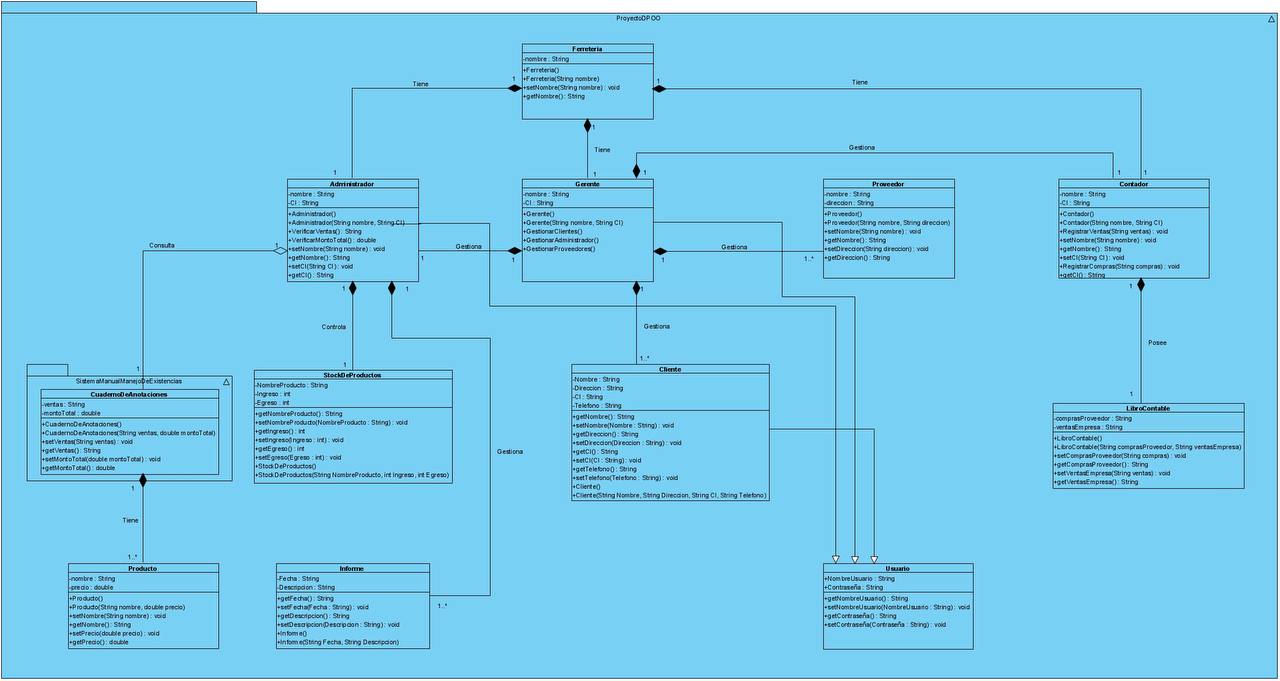 ProyectoDPOO
Ferreteria
-nombre : String
+Ferreteria()
+Ferreteria(String nombre)
+setNombre(String nombre) : void
+getNombre() : String
Tiene
1
1
Tiene
1
Tiene
Gestiona
1
1
1
1
1
1
Administrador
-nombre : String
-CI : String
+Administrador()
+Administrador(String nombre, String CI)
+VerificarVentas() : String
+VerificarMontoTotal() : double
+setNombre(String nombre) : void
+getNombre() : String
+setCI(String CI) : void
+getCI() : String
Gerente
-nombre : String
-CI : String
+Gerente()
+Gerente(String nombre, String CI)
+GestionarClientes()
+GestionarAdministrador()
+GestionarProveedores()
Proveedor
-nombre : String
-direccion : String
+Proveedor()
+Proveedor(String nombre, String direccion)
+setNombre(String nombre) : void
+getNombre() : String
+setDireccion(String direccion) : void
+getDireccion() : String
Contador
-nombre : String
-CI : String
+Contador()
+Contador(String nombre, String CI)
+RegistrarVentas(String ventas) : void
+setNombre(String nombre) : void
+getNombre() : String
+setCI(String CI) : void
+RegistrarCompras(String compras) : void
+getCI() : String
Consulta
1
Gestiona
1
1
Gestiona
1
1..*
1
1
1
1
Controla
Gestiona
Posee
1
1
1..*
1
SistemaManualManejoDeExistencias
CuadernoDeAnotaciones
-ventas : String
-montoTotal : double
+CuadernoDeAnotaciones()
+CuadernoDeAnotaciones(String ventas, double montoTotal)
+setVentas(String ventas) : void
+getVentas() : String
+setMontoTotal(double montoTotal) : void
+getMontoTotal() : double
StockDeProductos
-NombreProducto : String
-Ingreso : int
-Egreso : int
+getNombreProducto() : String
+setNombreProducto(NombreProducto : String) : void
+getIngreso() : int
+setIngreso(Ingreso : int) : void
+getEgreso() : int
+setEgreso(Egreso : int) : void
+StockDeProductos()
+StockDeProductos(String NombreProducto, int Ingreso, int Egreso)
Cliente
-Nombre : String
-Direccion : String
-CI : String
-Telefono : String
+getNombre() : String
+setNombre(Nombre : String) : void
+getDireccion() : String
+setDireccion(Direccion : String) : void
+getCI() : String
+setCI(CI : String) : void
+getTelefono() : String
+setTelefono(Telefono : String) : void
+Cliente()
+Cliente(String Nombre, String Direccion, String CI, String Telefono)
LibroContable
-comprasProveedor : String
-ventasEmpresa : String
+LibroContable()
+LibroContable(String comprasProveedor, String ventasEmpresa)
+setComprasProveedor(String compras) : void
+getComprasProveedor() : String
+setVentasEmpresa(String ventas) : void
+getVentasEmpresa() : String
Gestiona
1
Tiene
1..*
1..*
Producto
-nombre : String
-precio : double
+Producto()
+Producto(String nombre, double precio)
+setNombre(String nombre) : void
+getNombre() : String
+setPrecio(double precio) : void
+getPrecio() : double
Informe
-Fecha : String
-Descripcion : String
+getFecha() : String
+setFecha(Fecha : String) : void
+getDescripcion() : String
+setDescripcion(Descripcion : String) : void
+Informe()
+Informe(String Fecha, String Descripcion)
Usuario
+NombreUsuario : String
+Contraseña : String
+getNombreUsuario() : String
+setNombreUsuario(NombreUsuario : String) : void
+getContraseña() : String
+setContraseña(Contraseña : String) : void